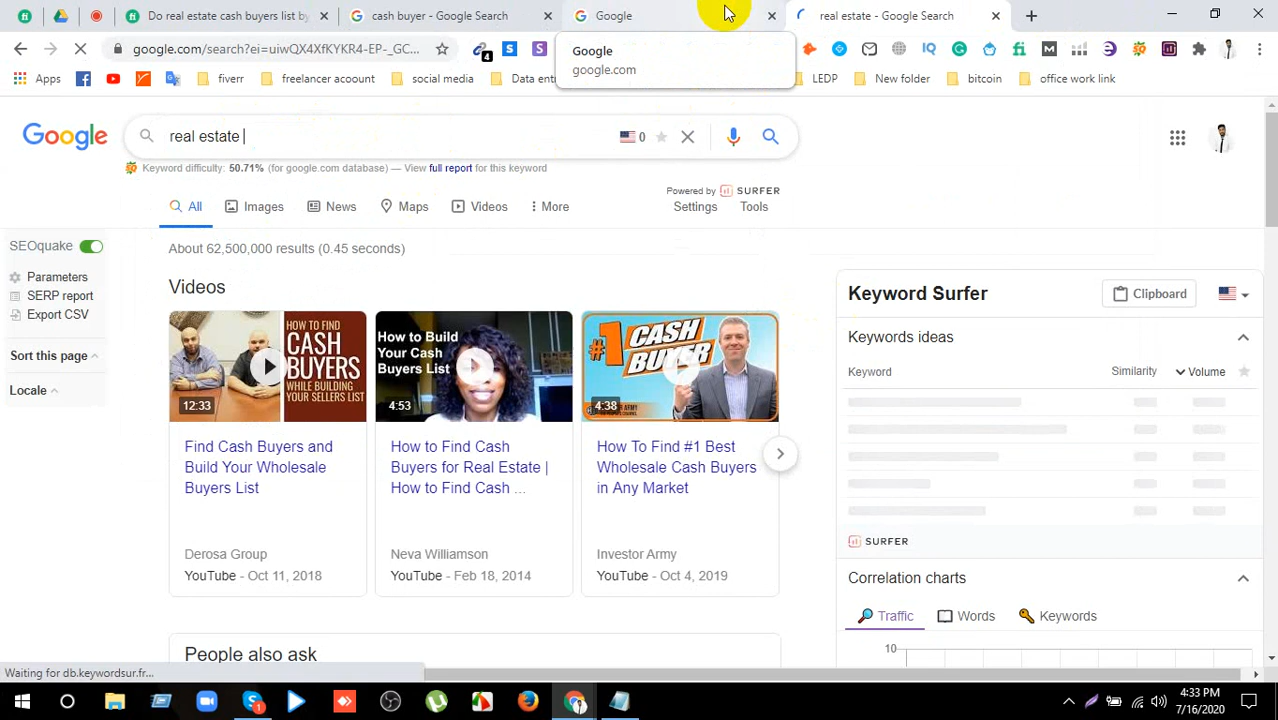 Do real estate cash buyers list by
cash buyer - Google Search
Google
real estate - Google Search
google.com/search?ei=uiwQX4XfYKR4-EP-_GC...
4
S
S
Google
google.com
IQ
M
Apps
fiverr
freelancer acoount
social media
Data entr
LEDP
New folder
bitcoin
office work link
Google
real estate
0
Keyword difficulty: 50.71% (for google.com database) — View full report for this keyword
Powered by SURFER
All
Images
News
Maps
Videos
More
Settings
Tools
SEOquake
Parameters
SERP report
Export CSV
Sort this page
Locale
About 62,500,000 results (0.45 seconds)
Videos
HOW TO FIND
CASH
BUYERS
WHILE BUILDING
YOUR SELLERS LIST
12:33
How to Build
Your Cash
Buyers List
4:53
#1 CASH
BUYER
INVESTOR ARMY
4:38
Find Cash Buyers and
Build Your Wholesale
Buyers List
Derosa Group
YouTube - Oct 11, 2018
How to Find Cash
Buyers for Real Estate |
How to Find Cash ...
Neva Williamson
YouTube - Feb 18, 2014
How To Find #1 Best
Wholesale Cash Buyers
in Any Market
Investor Army
YouTube - Oct 4, 2019
People also ask
Keyword Surfer
Clipboard
Keywords ideas
Keyword
Similarity
Volume
SURFER
Correlation charts
Traffic
Words
Keywords
10
Waiting for db.keywordsur.fr...
1
4:33 PM
7/16/2020